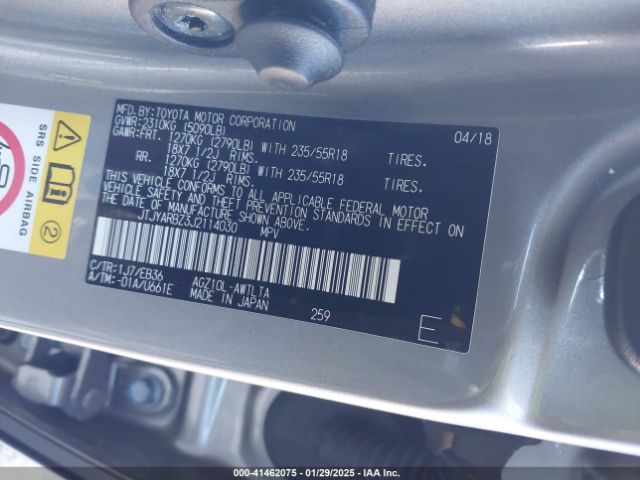 MFD.BY:TOYOTA MOTOR CORPORATION 04/18
GVWR:2310KG (5090LB)
GAWR:FRT. 1270KG (2790LB) WITH 235/55R18 TIRES.
18X7 1/2J RIMS.
RR. 1270KG (2790LB) WITH 235/55R18 TIRES.
18X7 1/2J RIMS.
THIS VEHICLE CONFORMS TO ALL APPLICABLE FEDERAL MOTOR
VEHICLE SAFETY AND THEFT PREVENTION STANDARDS IN EFFECT ON
THE DATE OF MANUFACTURE SHOWN ABOVE.
JTJYARBZ3J2114030 MPV
C/TR:1J7/EB36 AGZ10L-AWTLTA
A/TM:-01A/U661E MADE IN JAPAN
259
E
SRS SIDE AIRBAG
2
000-41462075 — 01/29/2025 — IAA Inc.